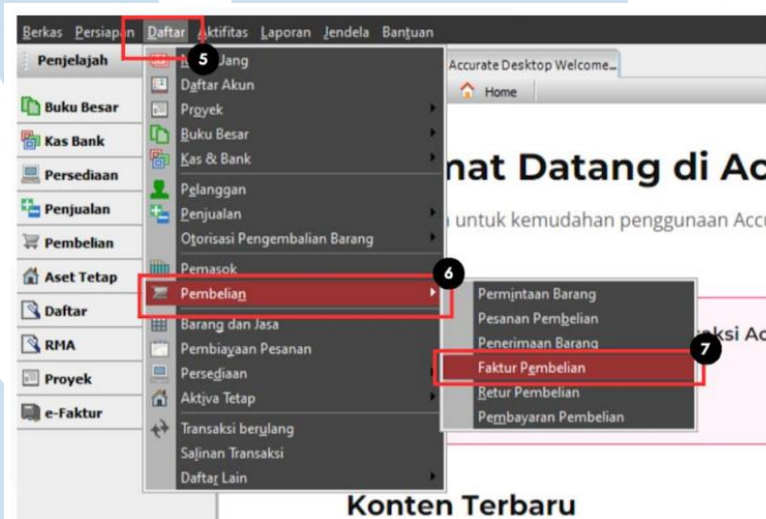 Berkas Persiapan Daftar Aktifitas Laporan Jendela Bantuan
5
Penjelajah
Buku Besar
Kas Bank
Persediaan
Penjualan
Pembelian
Aset Tetap
Daftar
RMA
Proyek
e-Faktur
Uang
Daftar Akun
Proyek
Buku Besar
Kas & Bank
Pelanggan
Penjualan
Otorisasi Pengembalian Barang
Pemasok
6
Pembelian
Barang dan Jasa
Pembiayaan Pesanan
Persediaan
Aktiva Tetap
Transaksi berulang
Salinan Transaksi
Daftar Lain
Permintaan Barang
Pesanan Pembelian
Penerimaan Barang
7
Faktur Pembelian
Retur Pembelian
Pembayaran Pembelian
Accurate Desktop Welcome...
Home
mat Datang di Ac
untuk kemudahan penggunaan Accu
aksi Ac
Konten Terbaru